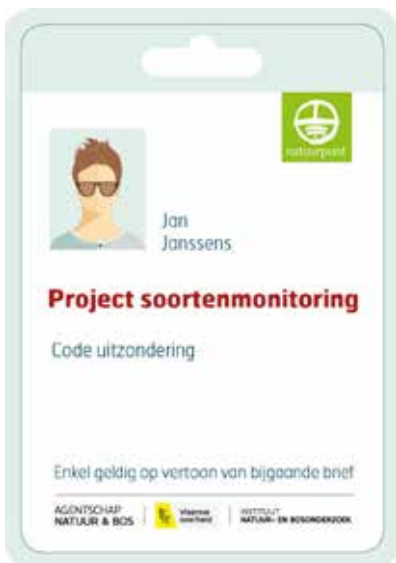 natuurpunt
Jan
Janssens
Project soortenmonitoring
Code uitzondering
Enkel geldig op vertoon van bijgaande brief
AGENTSCHAP
NATUUR & BOS
Vlaamse
overheid
INSTITUUT
NATUUR- EN BOSONDERZOEK